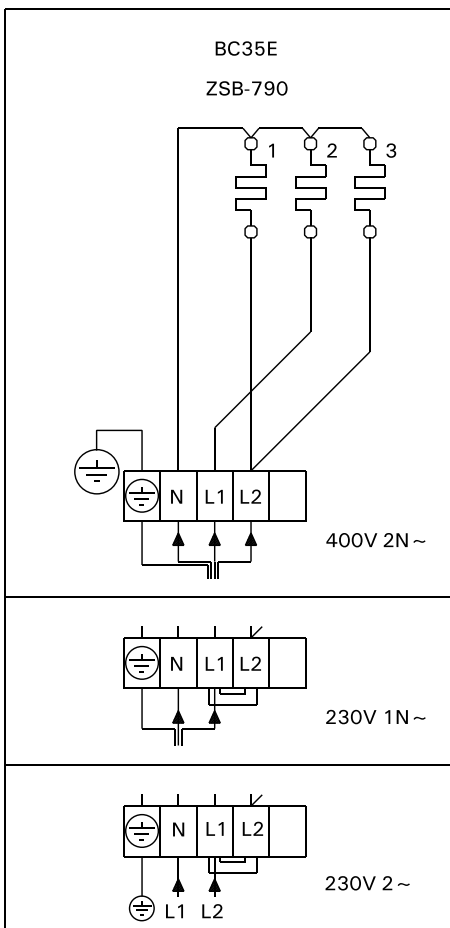 BC35E
ZSB-790
1 2 3
N L1 L2
400V 2N~
N L1 L2
230V 1N~
N L1 L2
230V 2~
L1 L2